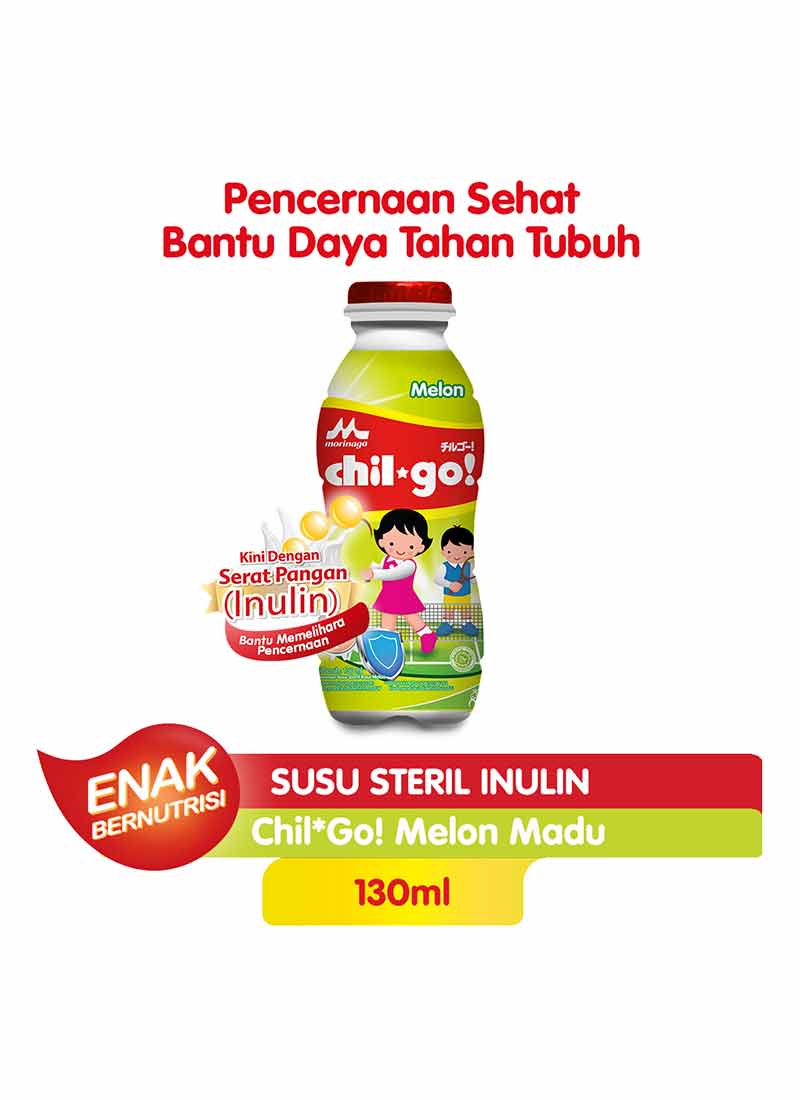 Pencernaan Sehat
Bantu Daya Tahan Tubuh
Melon
morinaga
チルゴー!
chil★go!
Kini Dengan
Serat Pangan
(Inulin)
Bantu Memelihara
Pencernaan
ENAK
BERNUTRISI
SUSU STERIL INULIN
Chil*Go! Melon Madu
130ml